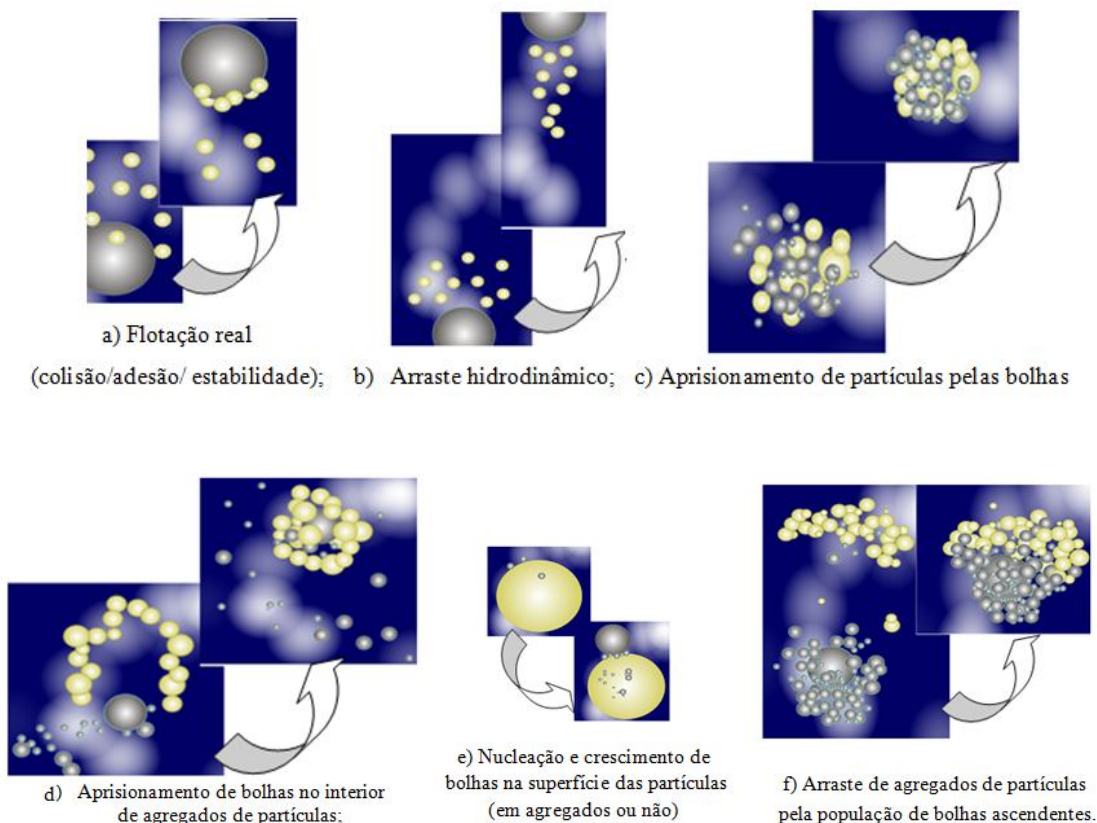 a) Flotação real
(colisão/adesão/ estabilidade);
b) Arraste hidrodinâmico;
c) Aprisionamento de partículas pelas bolhas
d) Aprisionamento de bolhas no interior
de agregados de partículas;
e) Nucleação e crescimento de
bolhas na superfície das partículas
(em agregados ou não)
f) Arraste de agregados de partículas
pela população de bolhas ascendentes.